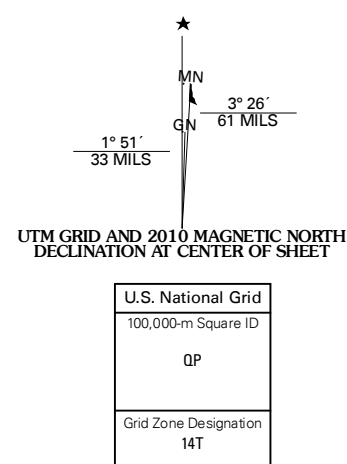 ★
MN
3° 26´
61 MILS
GN
1° 51´
33 MILS
UTM GRID AND 2010 MAGNETIC NORTH
DECLINATION AT CENTER OF SHEET
U.S. National Grid
100,000-m Square ID
QP
Grid Zone Designation
14T